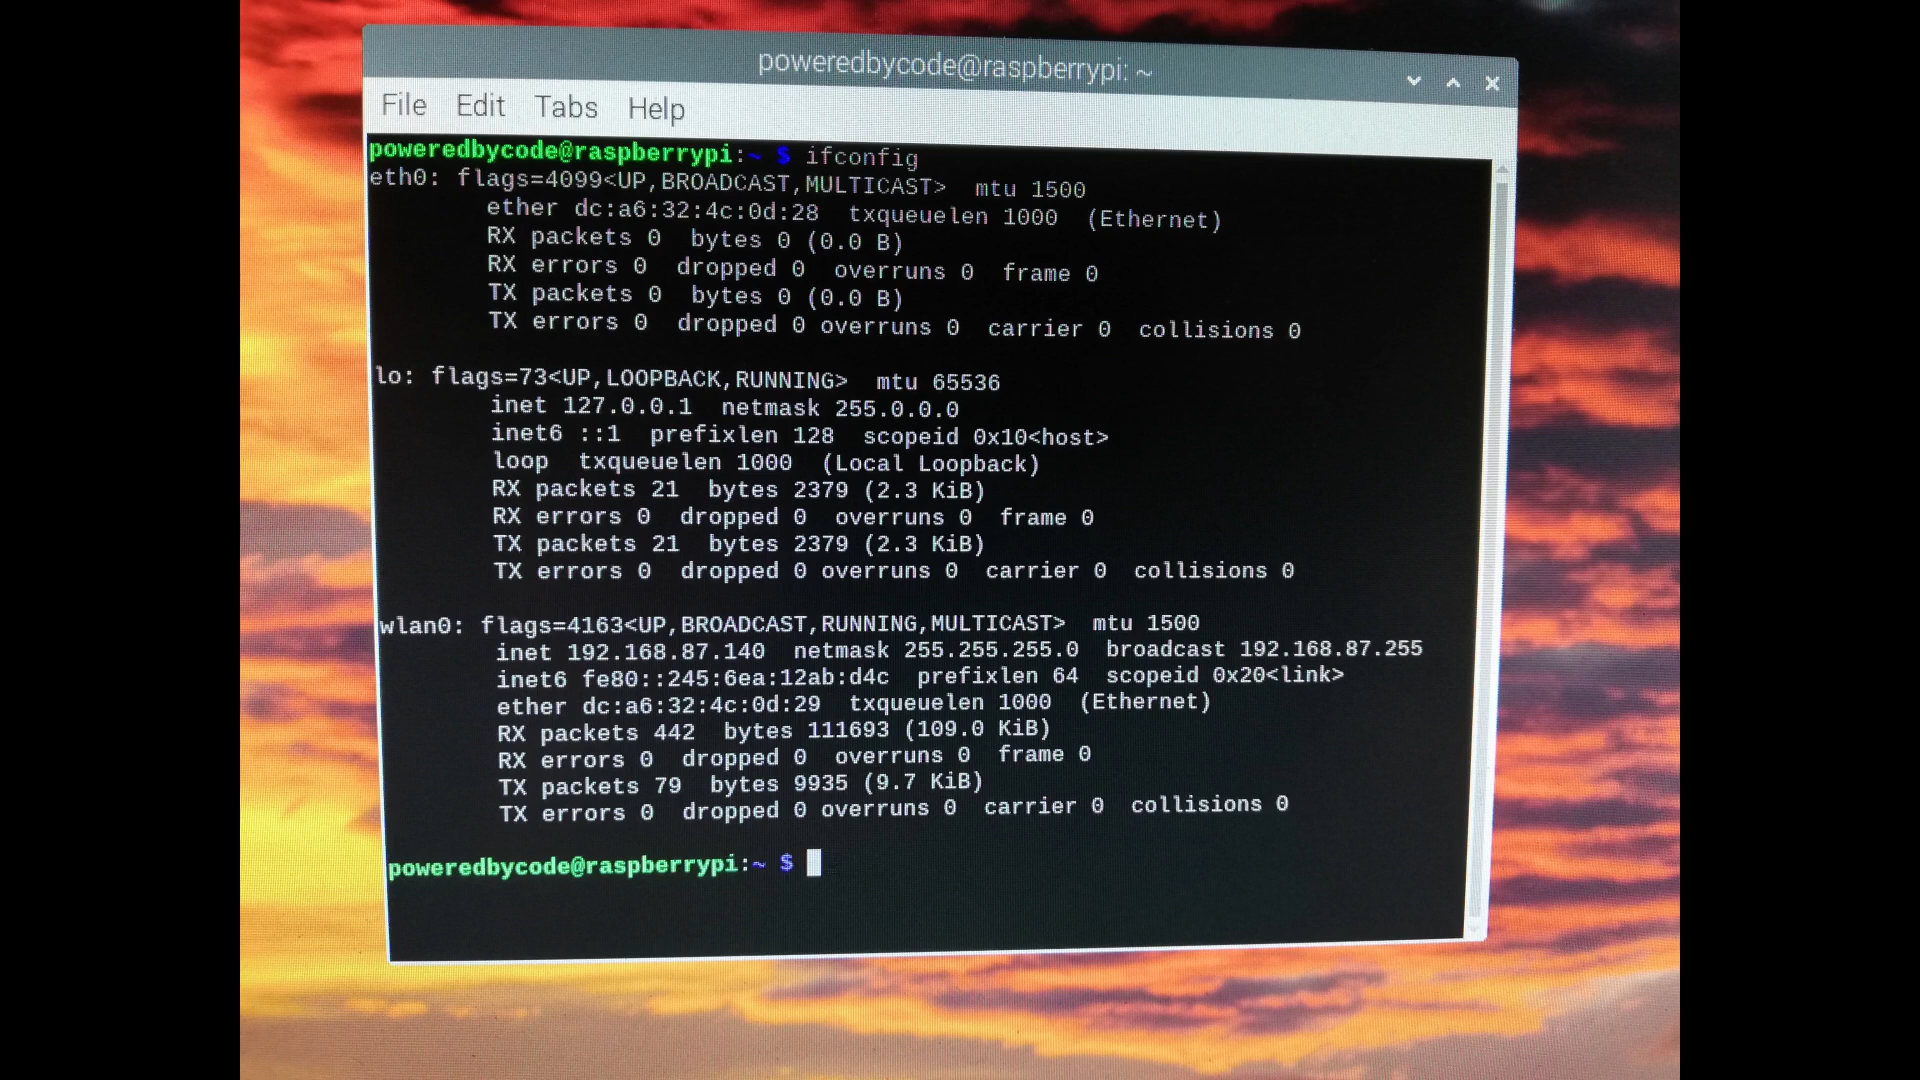 poweredbycode@raspberrypi: ~
File Edit Tabs Help
poweredbycode@raspberrypi:~ $ ifconfig
eth0: flags=4099<UP,BROADCAST,MULTICAST>  mtu 1500
        ether dc:a6:32:4c:0d:28  txqueuelen 1000  (Ethernet)
        RX packets 0  bytes 0 (0.0 B)
        RX errors 0  dropped 0  overruns 0  frame 0
        TX packets 0  bytes 0 (0.0 B)
        TX errors 0  dropped 0 overruns 0  carrier 0  collisions 0
lo: flags=73<UP,LOOPBACK,RUNNING>  mtu 65536
        inet 127.0.0.1  netmask 255.0.0.0
        inet6 ::1  prefixlen 128  scopeid 0x10<host>
        loop  txqueuelen 1000  (Local Loopback)
        RX packets 21  bytes 2379 (2.3 KiB)
        RX errors 0  dropped 0  overruns 0  frame 0
        TX packets 21  bytes 2379 (2.3 KiB)
        TX errors 0  dropped 0 overruns 0  carrier 0  collisions 0
wlan0: flags=4163<UP,BROADCAST,RUNNING,MULTICAST>  mtu 1500
        inet 192.168.87.140  netmask 255.255.255.0  broadcast 192.168.87.255
        inet6 fe80::245:6ea:12ab:d4c  prefixlen 64  scopeid 0x20<link>
        ether dc:a6:32:4c:0d:29  txqueuelen 1000  (Ethernet)
        RX packets 442  bytes 111693 (109.0 KiB)
        RX errors 0  dropped 0  overruns 0  frame 0
        TX packets 79  bytes 9935 (9.7 KiB)
        TX errors 0  dropped 0 overruns 0  carrier 0  collisions 0
poweredbycode@raspberrypi:~ $